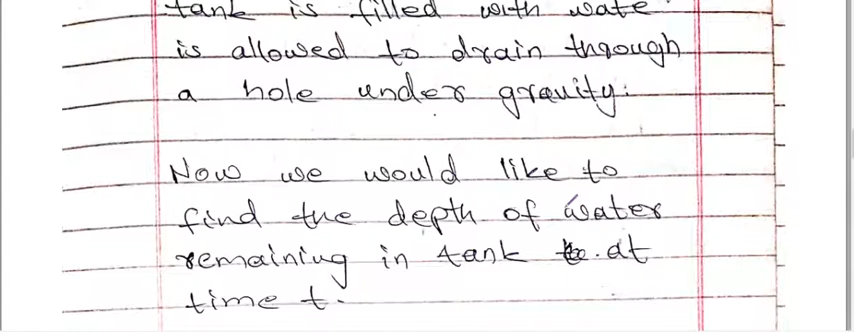 tank is filled with wate
is allowed to drain through
a hole under gravity.
Now we would like to
find the depth of water
remaining in tank to. at
time t.